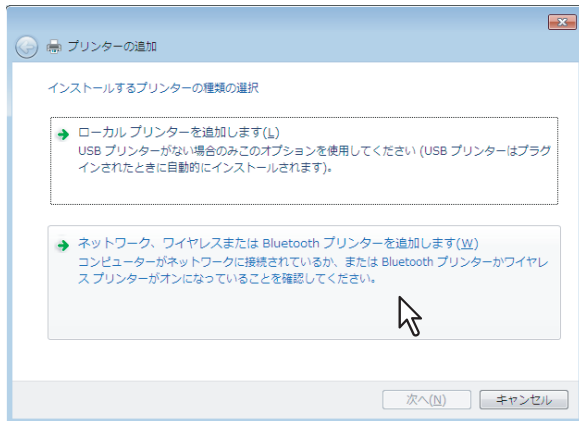 プリンターの追加
インストールするプリンターの種類の選択
ローカル プリンターを追加します(L)
USB プリンターがない場合のみこのオプションを使用してください (USB プリンターはプラグ
インされたときに自動的にインストールされます)。
ネットワーク、ワイヤレスまたは Bluetooth プリンターを追加します(W)
コンピューターがネットワークに接続されているか、または Bluetooth プリンターかワイヤレ
ス プリンターがオンになっていることを確認してください。
次へ(N) キャンセル